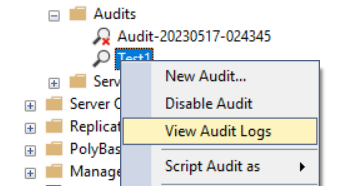 Audits
Audit-20230517-024345
Test1
Serv
New Audit...
Server O
Disable Audit
Replicat
View Audit Logs
PolyBas
Manage
Script Audit as